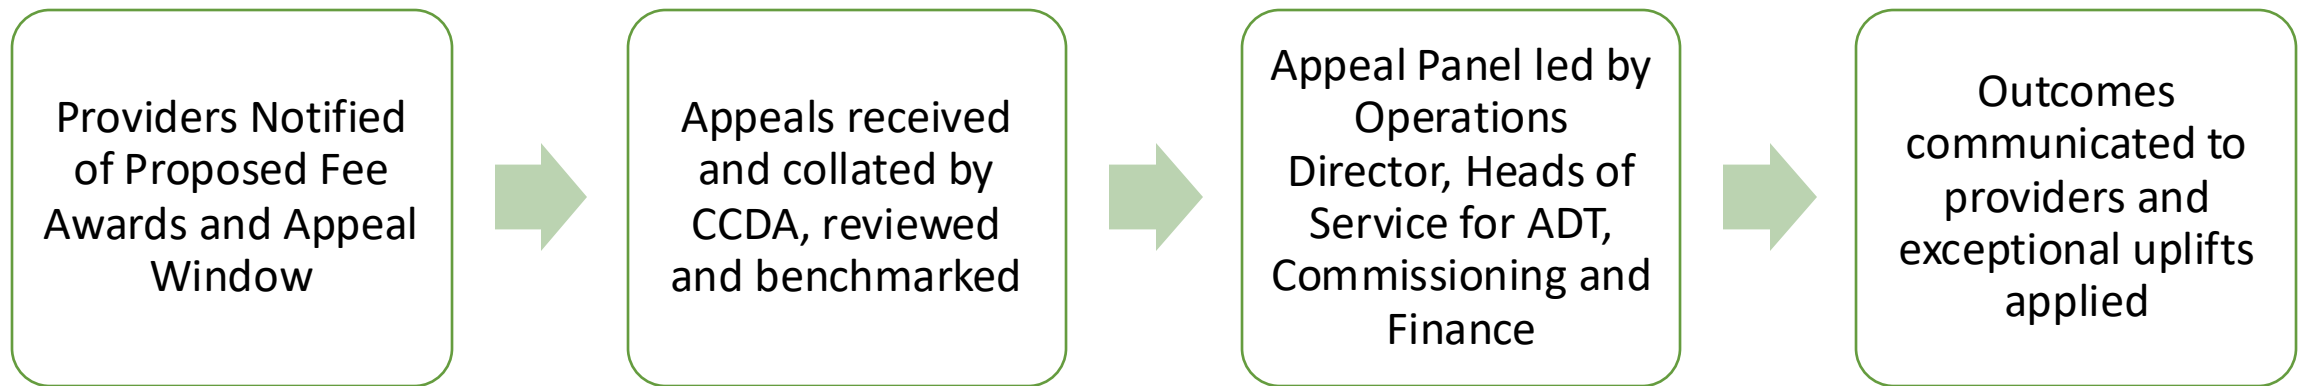 Providers Notified
of Proposed Fee
Awards and Appeal
Window
Appeals received
and collated by
CCDA, reviewed
and benchmarked
Appeal Panel led by
Operations
Director, Heads of
Service for ADT,
Commissioning and
Finance
Outcomes
communicated to
providers and
exceptional uplifts
applied